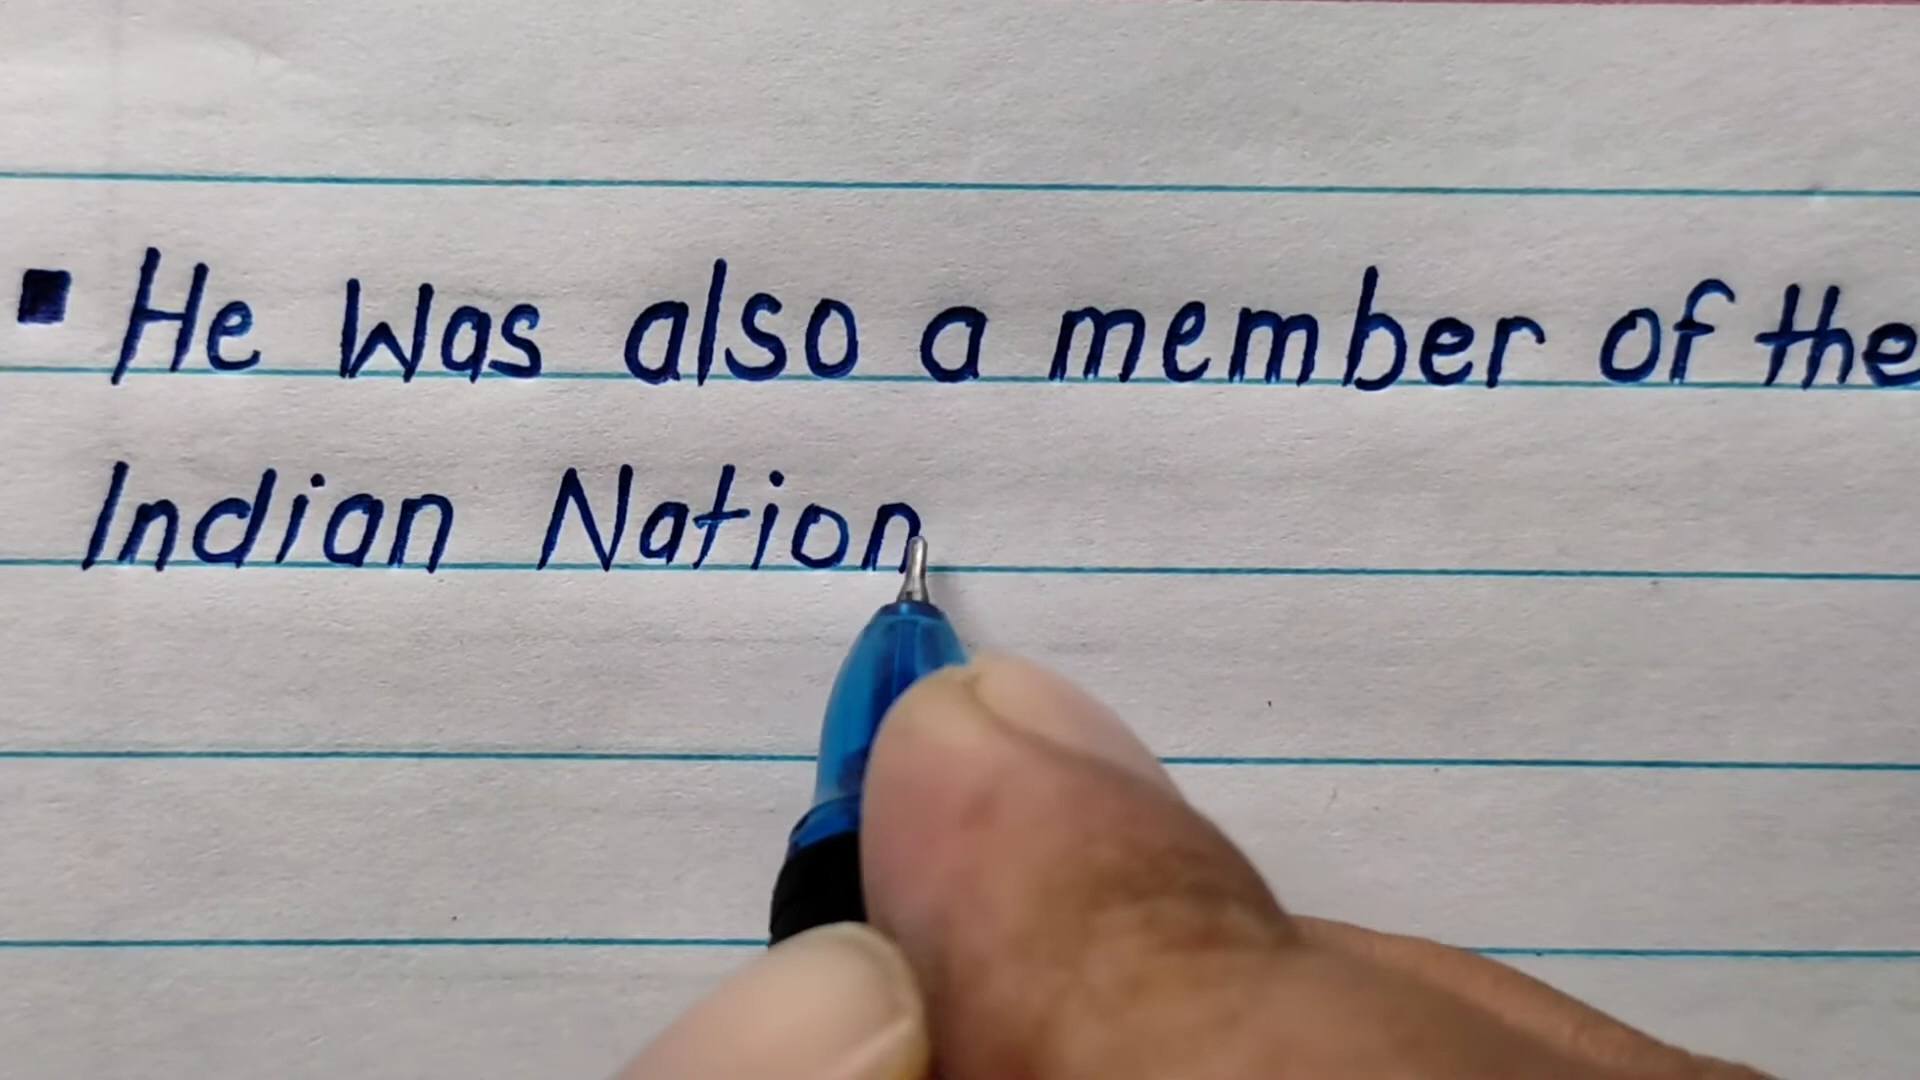 ▪ He was also a member of the
Indian Nation